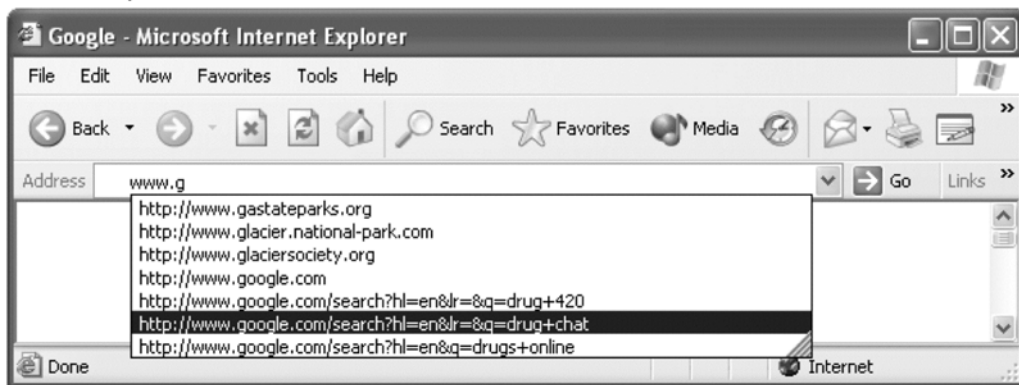 Google - Microsoft Internet Explorer
File Edit View Favorites Tools Help
Back Search Favorites Media »
Address www.g Go Links »
http://www.gastateparks.org
http://www.glacier.national-park.com
http://www.glaciersociety.org
http://www.google.com
http://www.google.com/search?hl=en&lr=&q=drug+420
http://www.google.com/search?hl=en&lr=&q=drug+chat
http://www.google.com/search?hl=en&q=drugs+online
Done Internet